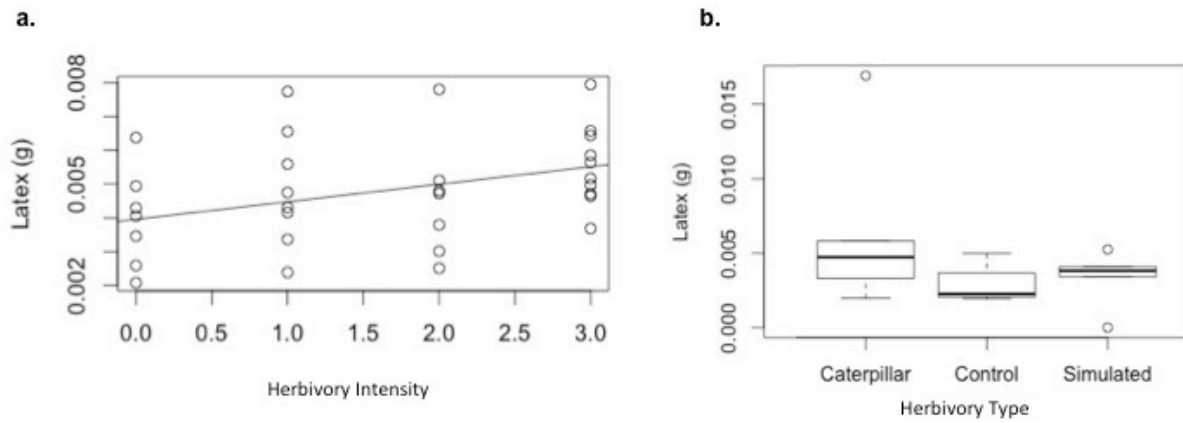 a.
Latex (g)
0.008
0.005
0.002
0.0 0.5 1.0 1.5 2.0 2.5 3.0
Herbivory Intensity
b.
Latex (g)
0.015
0.010
0.005
0.000
Caterpillar Control Simulated
Herbivory Type